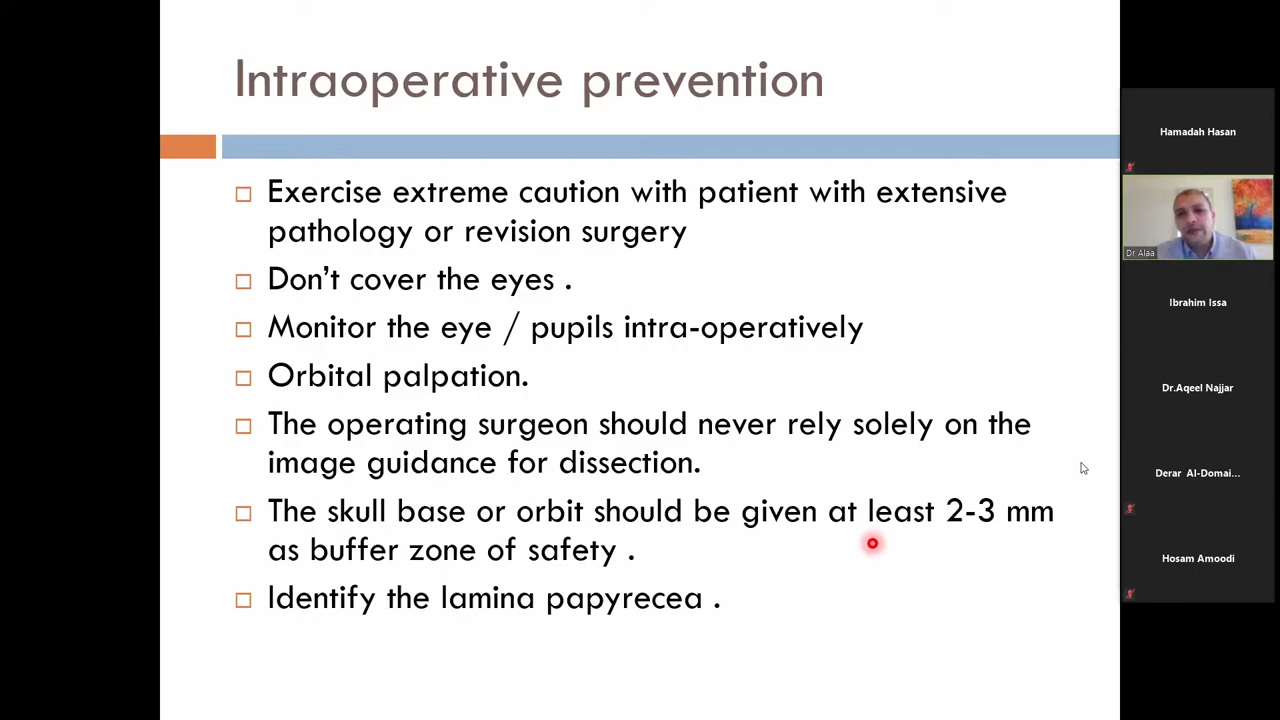 Intraoperative prevention
Exercise extreme caution with patient with extensive
pathology or revision surgery
Don't cover the eyes .
Monitor the eye / pupils intra-operatively
Orbital palpation.
The operating surgeon should never rely solely on the
image guidance for dissection.
The skull base or orbit should be given at least 2-3 mm
as buffer zone of safety .
Identify the lamina papyrecea .
Hamadah Hasan
Dr Alaa
Ibrahim Issa
Dr.Aqeel Najjar
Derar Al-Domai...
Hosam Amoodi